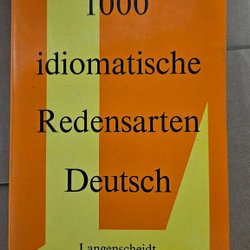 1000
idiomatische
Redensarten
Deutsch
Langenscheidt